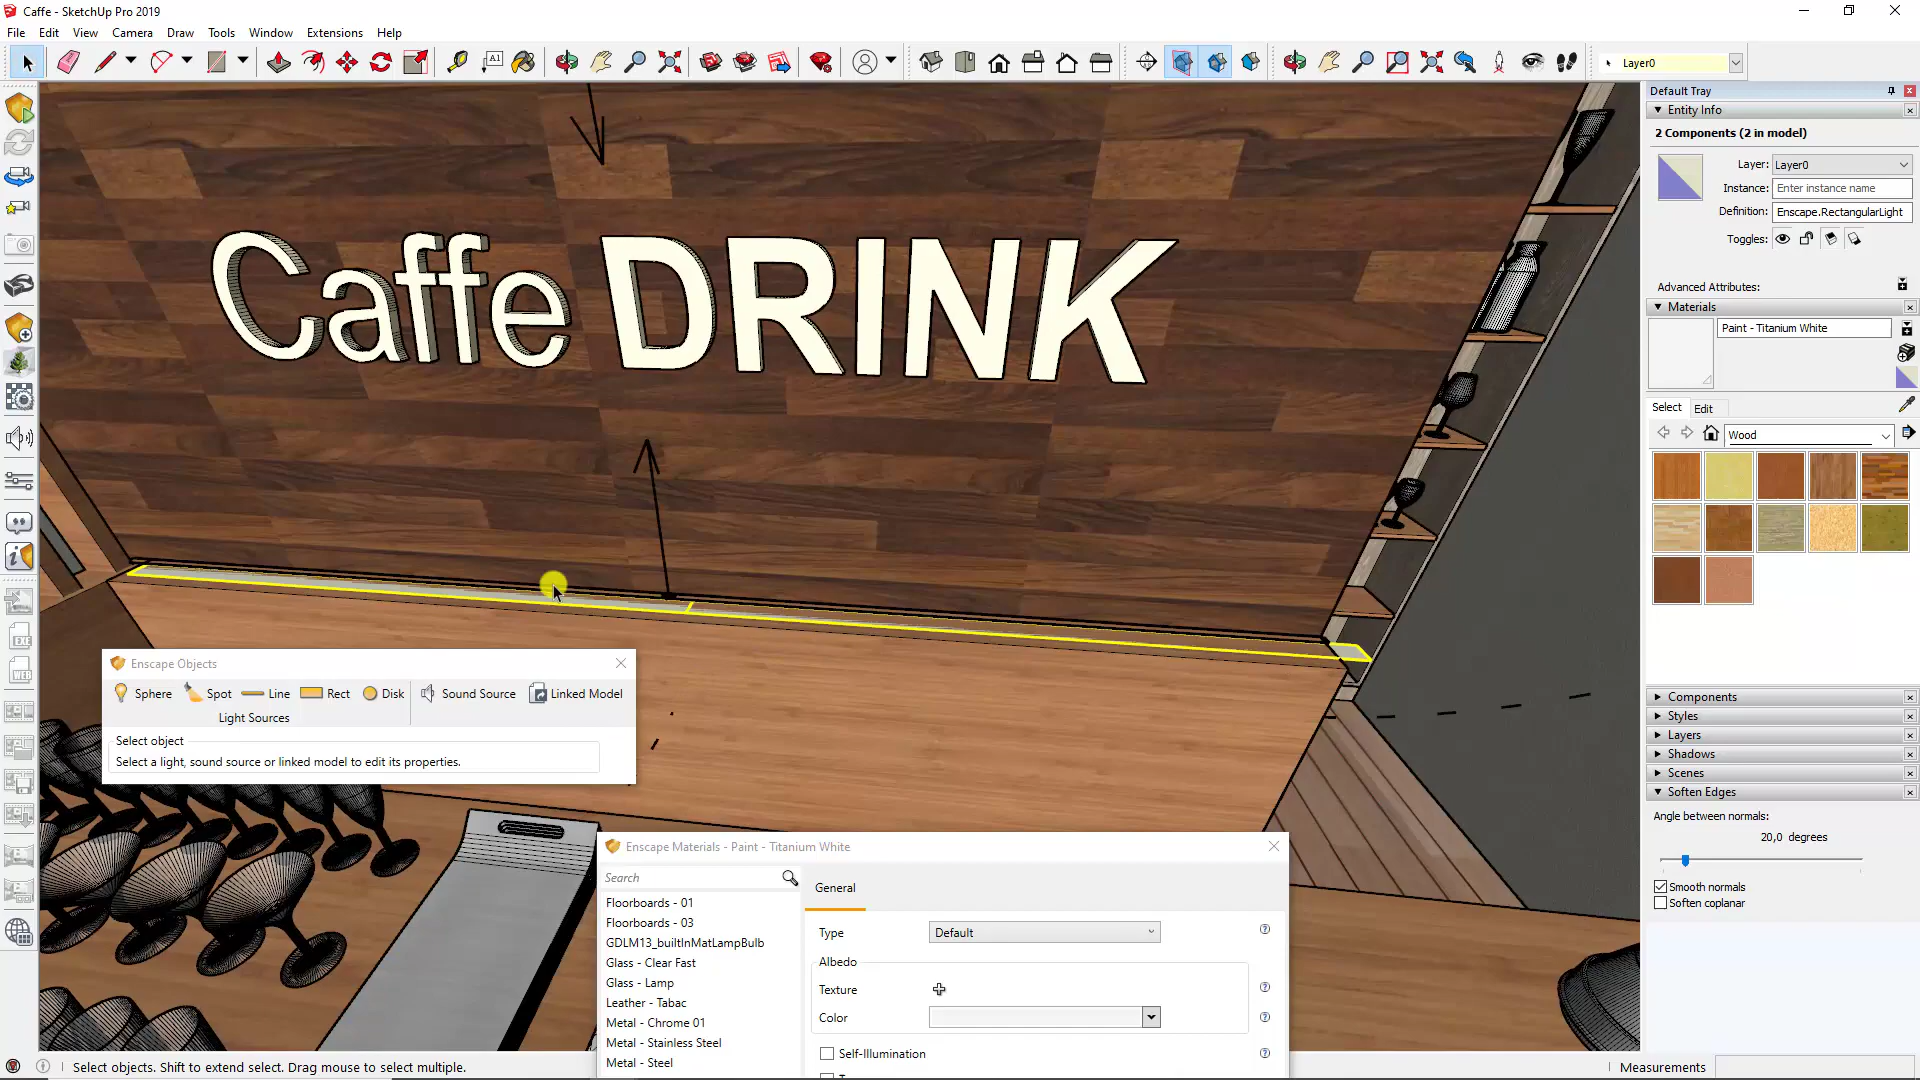 Caffe - SketchUp Pro 2019
File Edit View Camera Draw Tools Window Extensions Help
A1
Layer0
Caffe DRINK
Enscape Objects
Sphere Spot Line Rect Disk Sound Source Linked Model
Light Sources
Select object
Select a light, sound source or linked model to edit its properties.
Enscape Materials - Paint - Titanium White
Search
Floorboards - 01
Floorboards - 03
GDLM13_builtInMatLampBulb
Glass - Clear Fast
Glass - Lamp
Leather - Tabac
Metal - Chrome 01
Metal - Stainless Steel
Metal - Steel
General
Type Default
Albedo
Texture
Color
Self-Illumination
Default Tray
Entity Info
2 Components (2 in model)
Layer: Layer0
Instance: Enter instance name
Definition: Enscape.RectangularLight
Toggles:
Advanced Attributes:
Materials
Paint - Titanium White
Select Edit
Wood
Components
Styles
Layers
Shadows
Scenes
Soften Edges
Angle between normals:
20,0 degrees
Smooth normals
Soften coplanar
Select objects. Shift to extend select. Drag mouse to select multiple.
Measurements
EXE
WEB